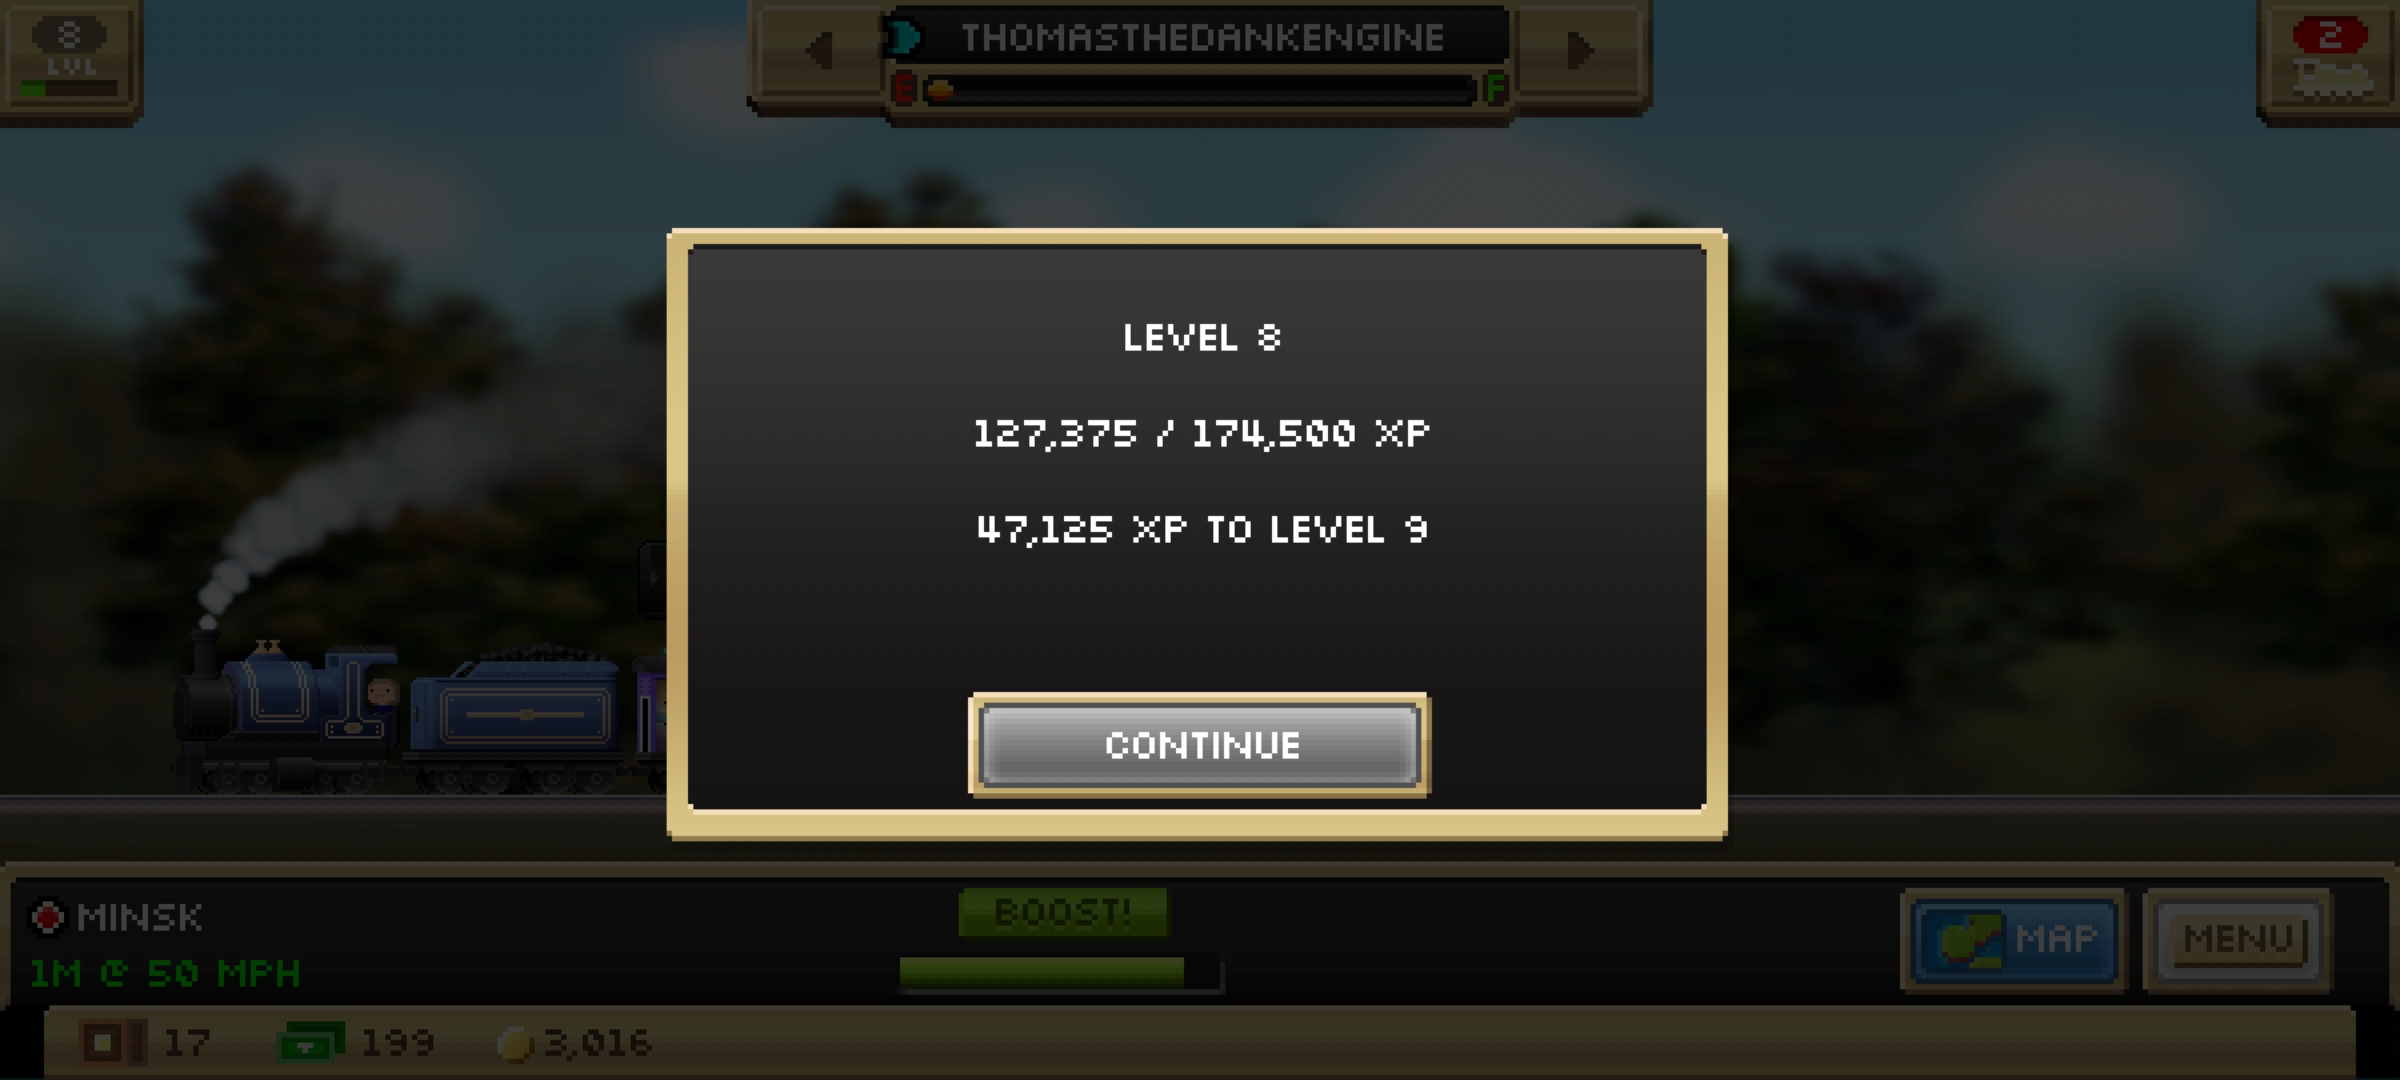 8
LVL
THOMASTHEDANKENGINE
E F
2
LEVEL 8
127,375 / 174,500 XP
47,125 XP TO LEVEL 9
CONTINUE
MINSK
1M @ 50 MPH
BOOST!
MAP
MENU
17
199
3,016